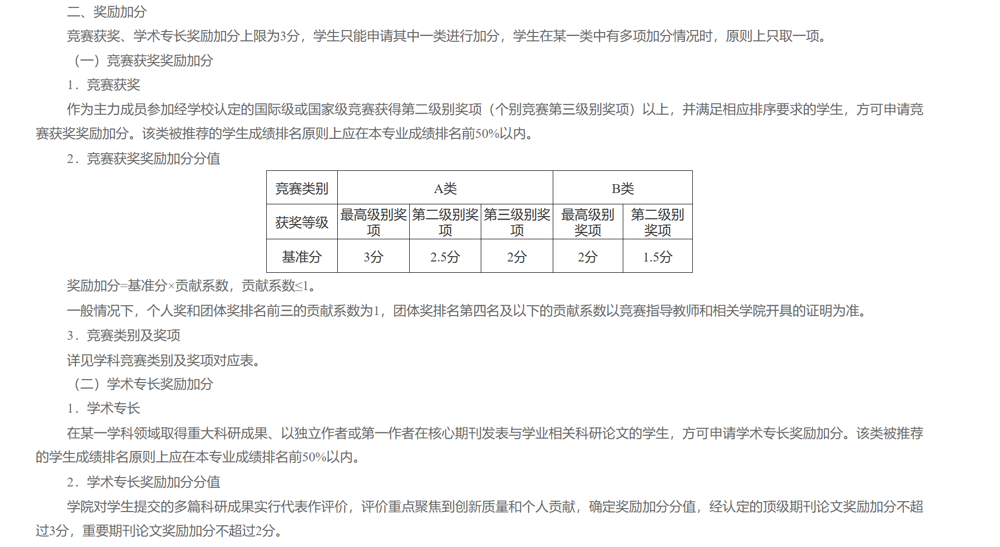 二、奖励加分
竞赛获奖、学术专长奖励加分上限为3分，学生只能申请其中一类进行加分，学生在某一类中有多项加分情况时，原则上只取一项。
（一）竞赛获奖奖励加分
1．竞赛获奖
作为主力成员参加经学校认定的国际级或国家级竞赛获得第二级别奖项（个别竞赛第三级别奖项）以上，并满足相应排序要求的学生，方可申请竞
赛获奖奖励加分。该类被推荐的学生成绩排名原则上应在本专业成绩排名前50%以内。
2．竞赛获奖奖励加分分值
竞赛类别 A类 B类
获奖等级 最高级别奖项 第二级别奖项 第三级别奖项 最高级别奖项 第二级别奖项
基准分 3分 2.5分 2分 2分 1.5分
奖励加分=基准分×贡献系数，贡献系数≤1。
一般情况下，个人奖和团体奖排名前三的贡献系数为1，团体奖排名第四名及以下的贡献系数以竞赛指导教师和相关学院开具的证明为准。
3．竞赛类别及奖项
详见学科竞赛类别及奖项对应表。
（二）学术专长奖励加分
1．学术专长
在某一学科领域取得重大科研成果、以独立作者或第一作者在核心期刊发表与学业相关科研论文的学生，方可申请学术专长奖励加分。该类被推荐
的学生成绩排名原则上应在本专业成绩排名前50%以内。
2．学术专长奖励加分分值
学院对学生提交的多篇科研成果实行代表作评价，评价重点聚焦到创新质量和个人贡献，确定奖励加分分值，经认定的顶级期刊论文奖励加分不超
过3分，重要期刊论文奖励加分不超过2分。